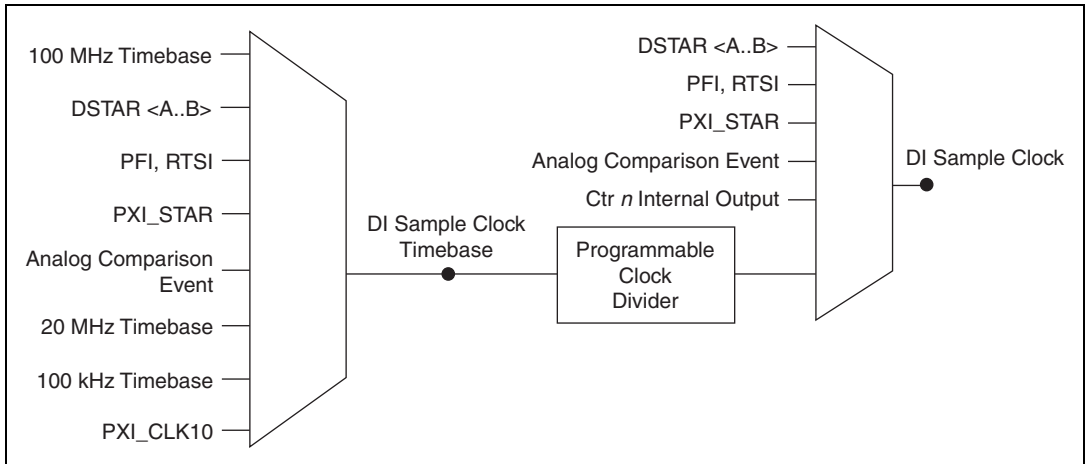 100 MHz Timebase
DSTAR <A..B>
PFI, RTSI
PXI_STAR
Analog Comparison
Event
20 MHz Timebase
100 kHz Timebase
PXI_CLK10
DI Sample Clock
Timebase
Programmable
Clock
Divider
DSTAR <A..B>
PFI, RTSI
PXI_STAR
Analog Comparison Event
Ctr n Internal Output
DI Sample Clock